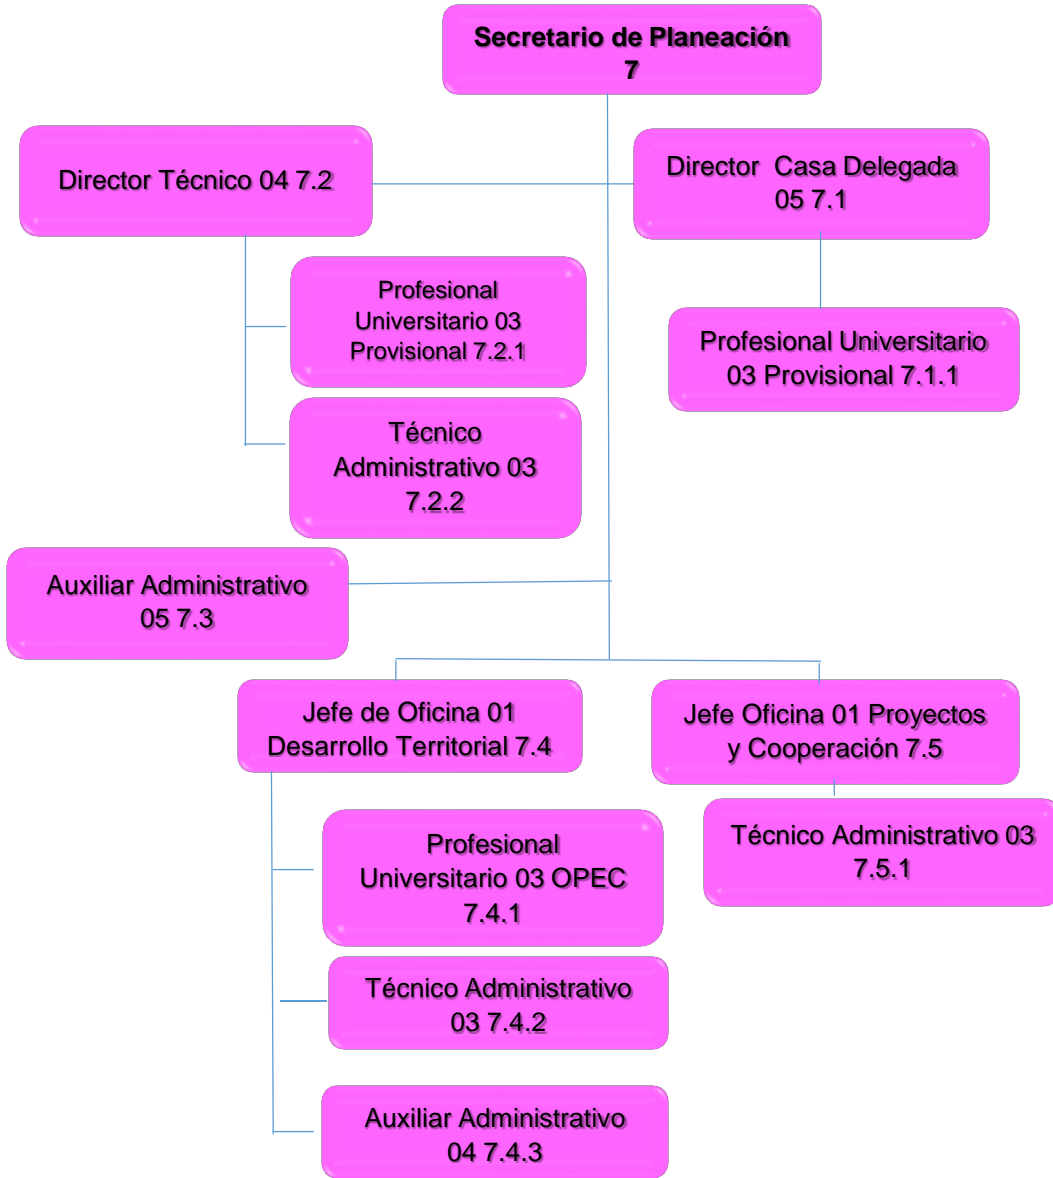 Secretario de Planeación
7
Director Técnico 04 7.2
Director Casa Delegada
05 7.1
Profesional
Universitario 03
Provisional 7.2.1
Profesional Universitario
03 Provisional 7.1.1
Técnico
Administrativo 03
7.2.2
Auxiliar Administrativo
05 7.3
Jefe de Oficina 01
Desarrollo Territorial 7.4
Jefe Oficina 01 Proyectos
y Cooperación 7.5
Profesional
Universitario 03 OPEC
7.4.1
Técnico Administrativo 03
7.5.1
Técnico Administrativo
03 7.4.2
Auxiliar Administrativo
04 7.4.3